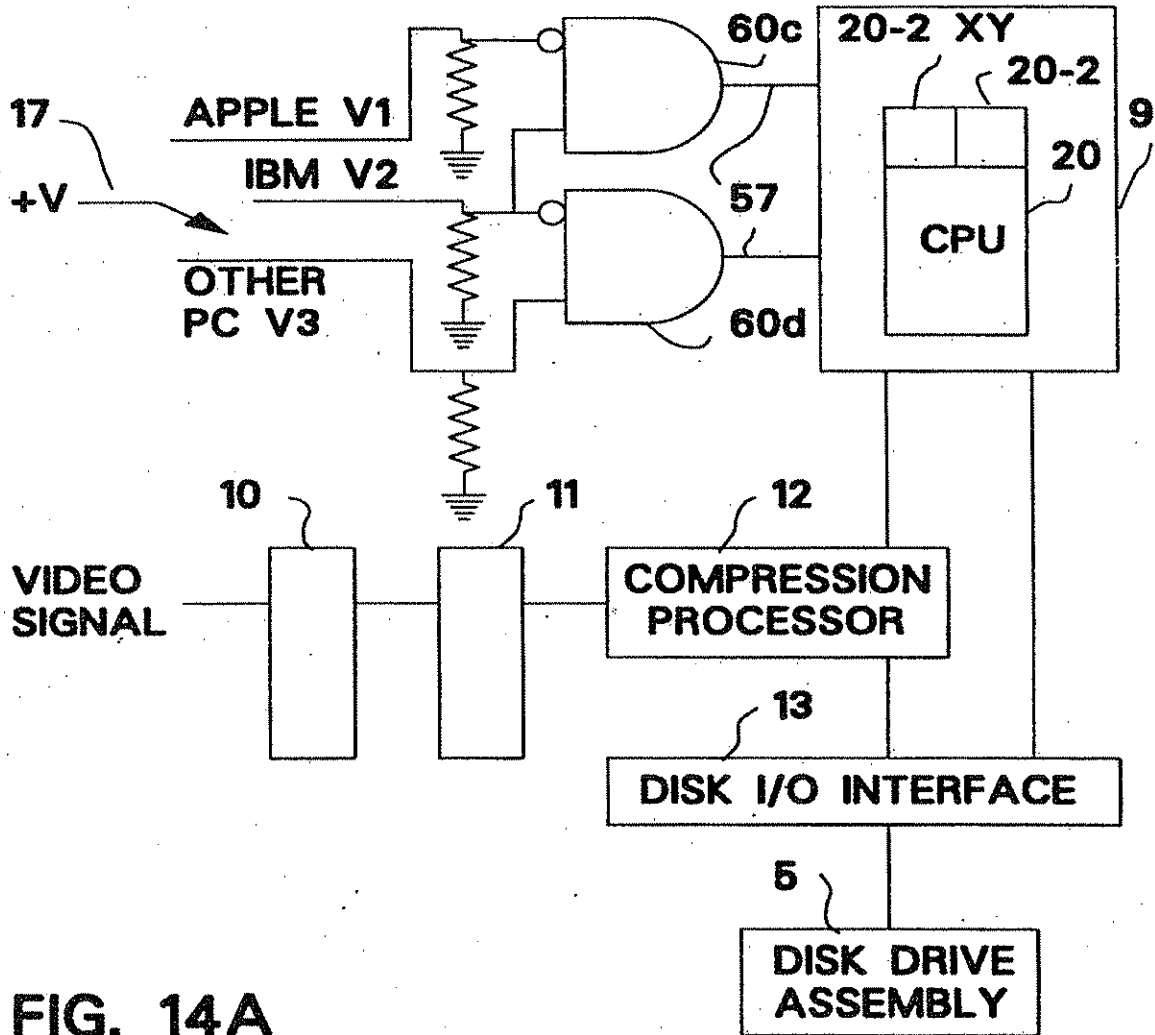 60c
20-2 XY
20-2
17
APPLE V1
9
IBM V2
20
+V
57
CPU
OTHER
PC V3
60d
10
11
12
VIDEO
SIGNAL
COMPRESSION
PROCESSOR
13
DISK I/O INTERFACE
5
DISK DRIVE
ASSEMBLY
FIG. 14A